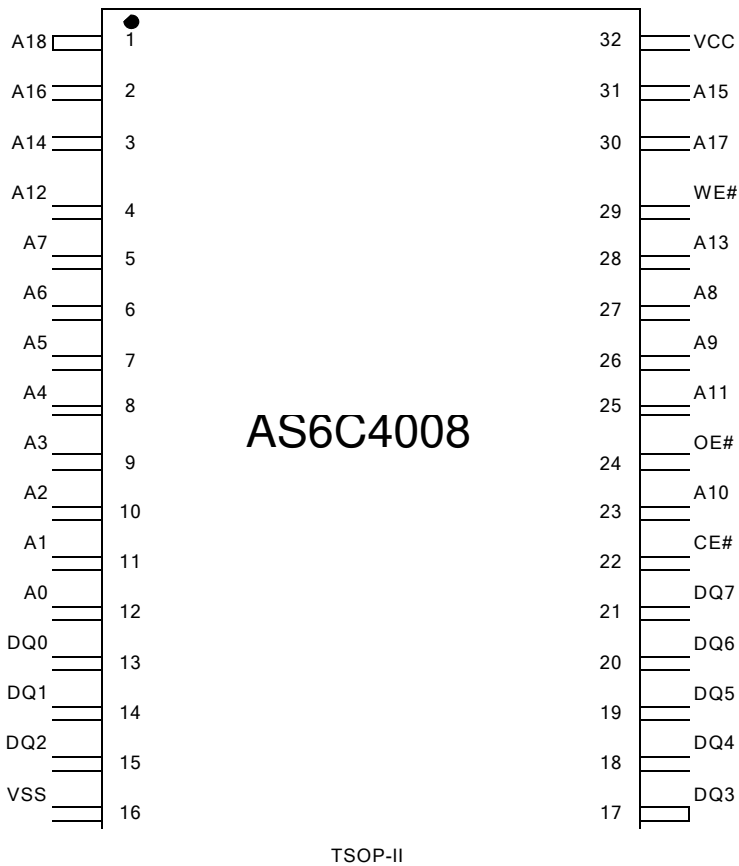 A18 1 32 VCC
A16 2 31 A15
A14 3 30 A17
A12 4 29 WE#
A7 5 28 A13
A6 6 27 A8
A5 7 26 A9
A4 8 25 A11
AS6C4008
A3 9 24 OE#
A2 10 23 A10
A1 11 22 CE#
A0 12 21 DQ7
DQ0 13 20 DQ6
DQ1 14 19 DQ5
DQ2 15 18 DQ4
VSS 16 17 DQ3
TSOP-II